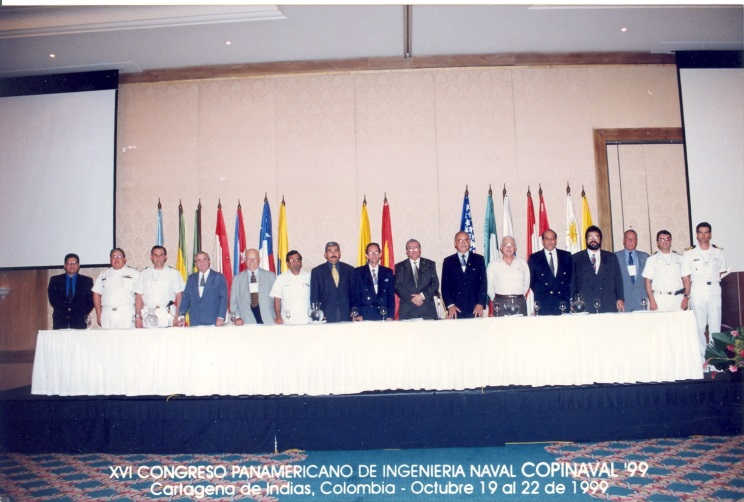 XVI CONGRESO PANAMERICANO DE INGENIERIA NAVAL COPINAVAL '99
Cartagena de Indias, Colombia - Octubre 19 al 22 de 1999